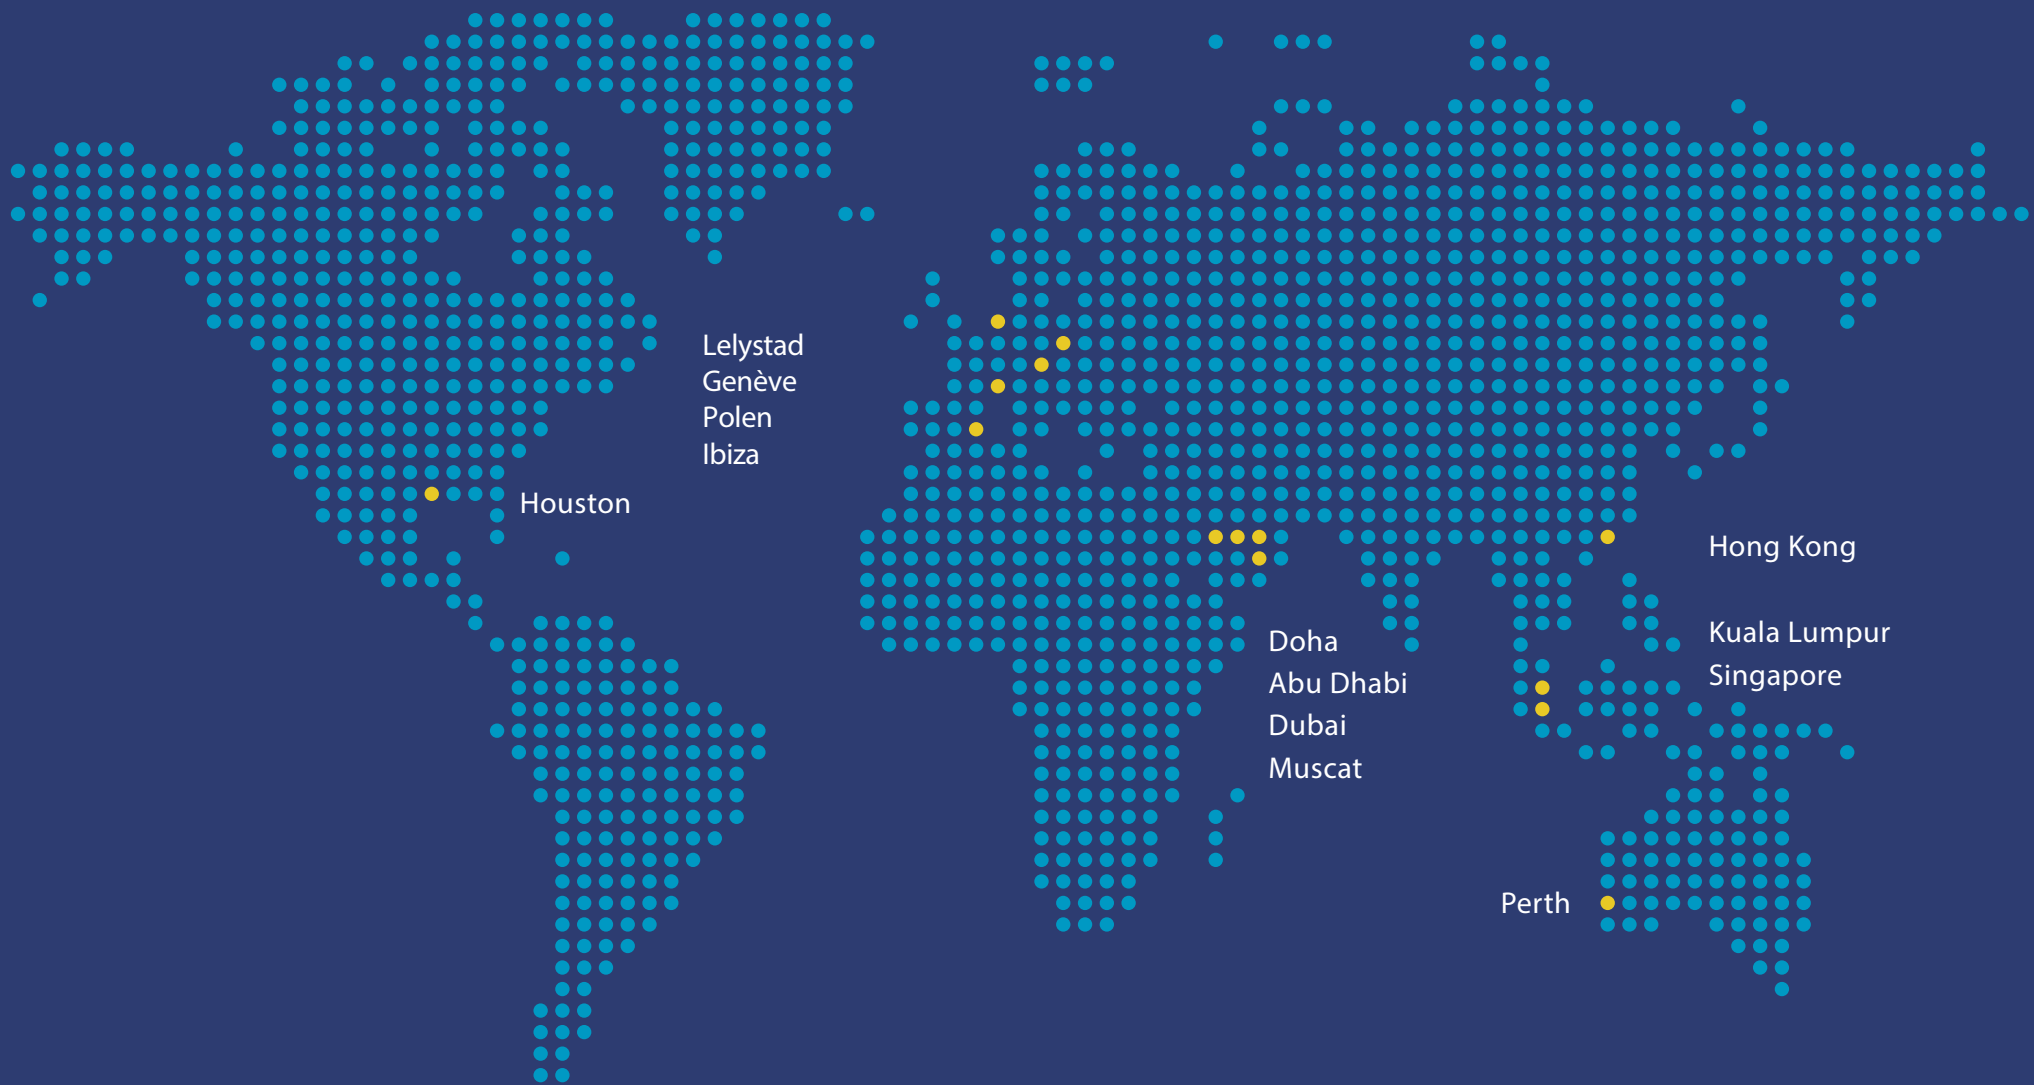 Lelystad
Genève
Polen
Ibiza
Houston
Hong Kong
Kuala Lumpur
Singapore
Doha
Abu Dhabi
Dubai
Muscat
Perth